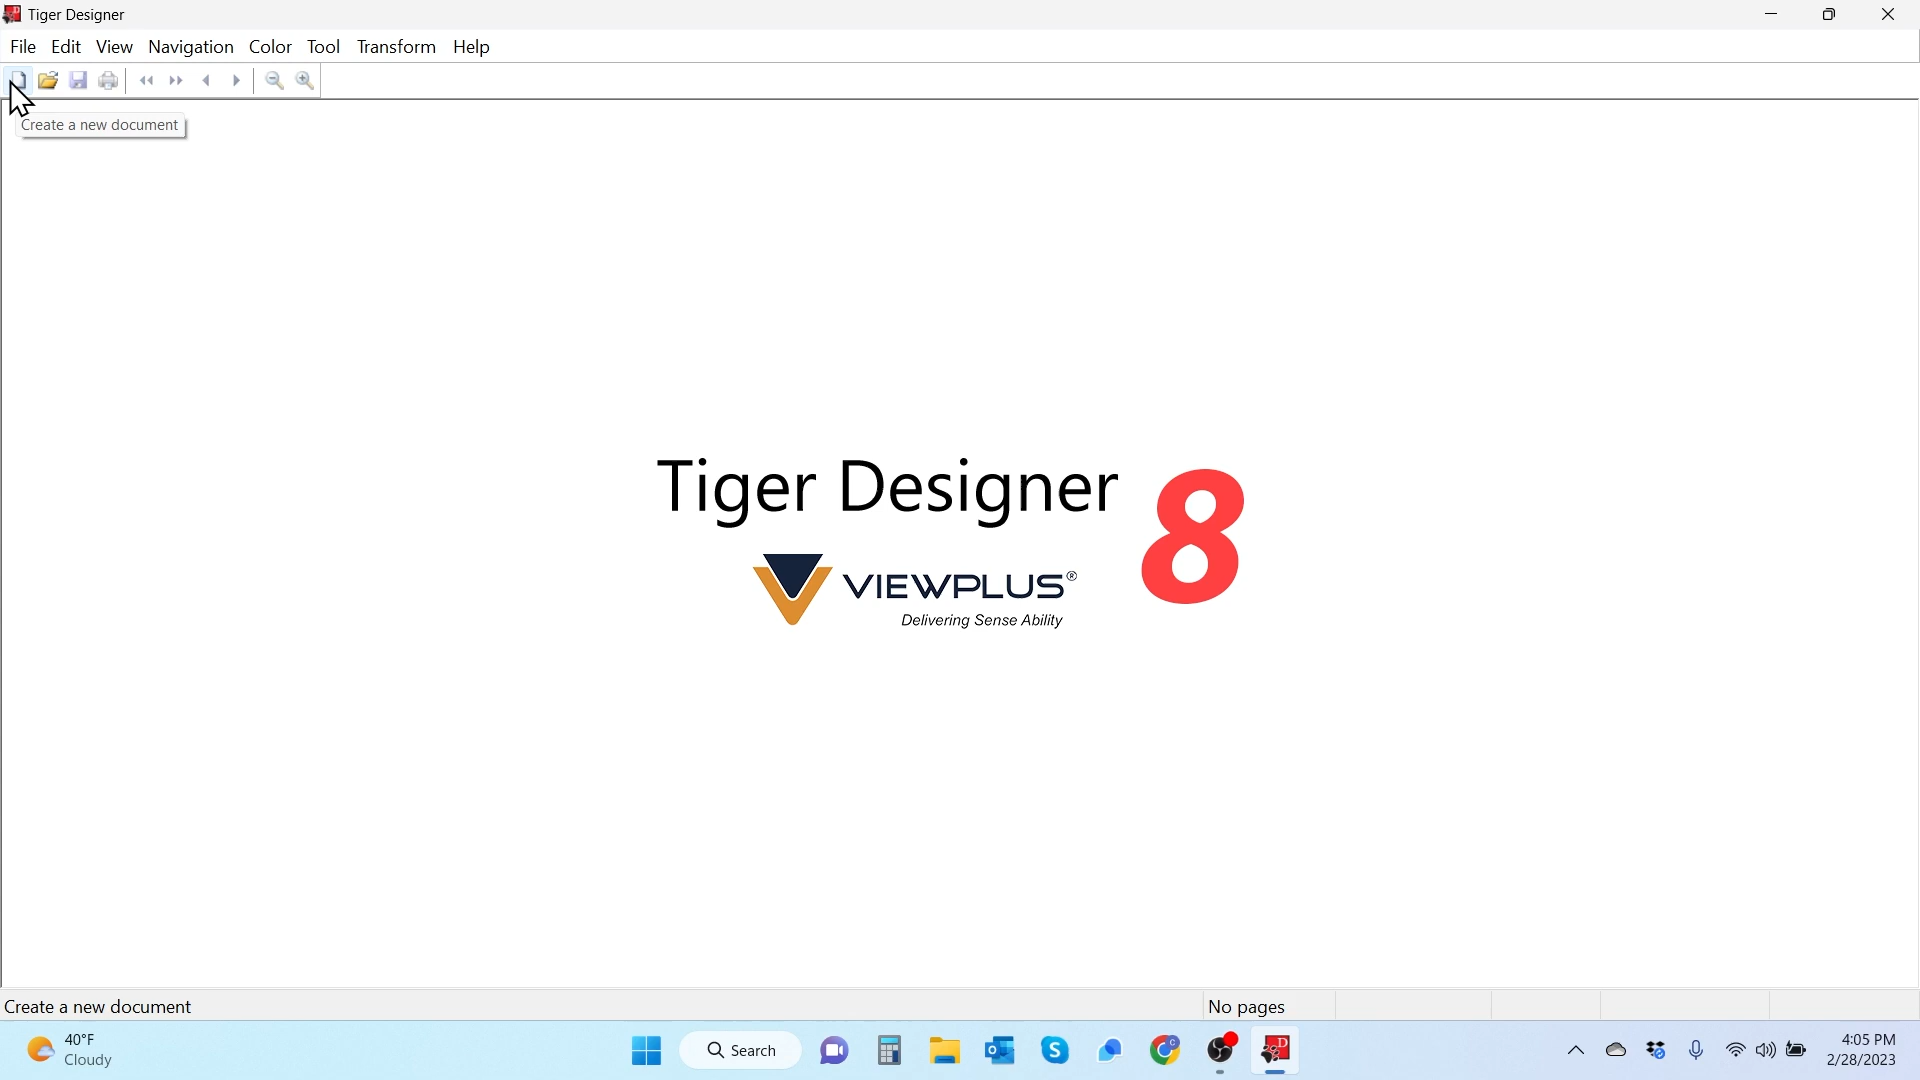 Tiger Designer
File Edit View Navigation Color Tool Transform Help
Create a new document
Tiger Designer 8
VIEWPLUS®
Delivering Sense Ability
Create a new document
No pages
40°F
Cloudy
Search
4:05 PM
2/28/2023